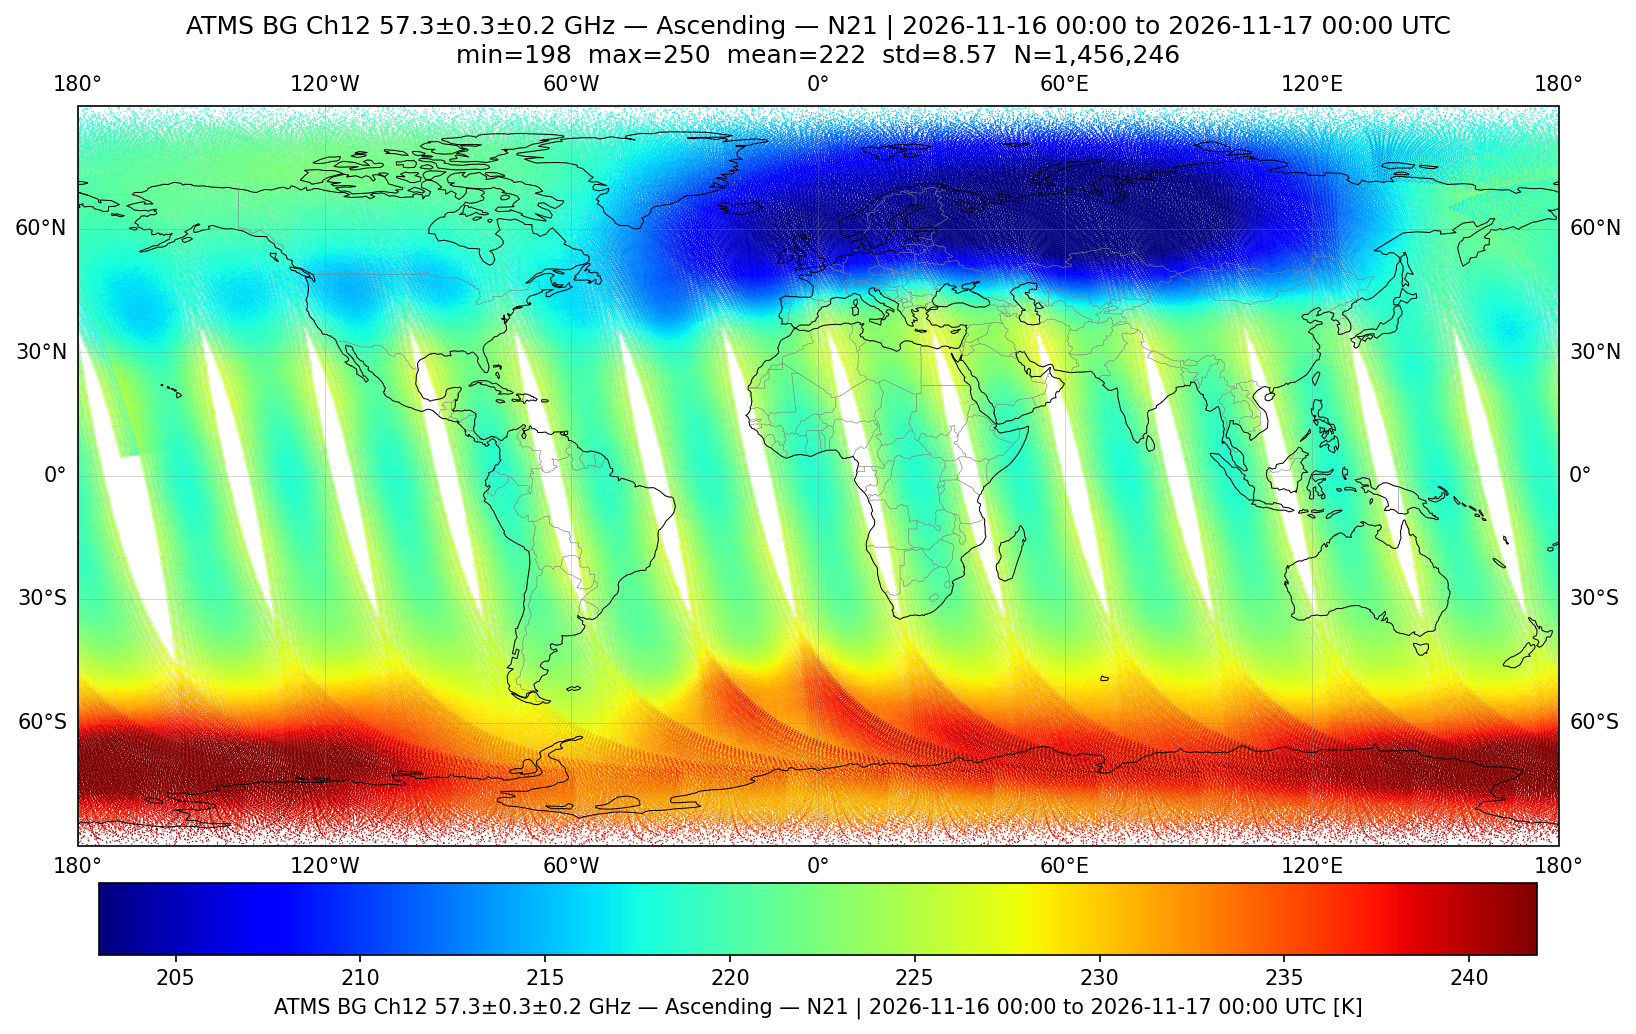 ATMS BG Ch12 57.3±0.3±0.2 GHz — Ascending — N21 | 2026-11-16 00:00 to 2026-11-17 00:00 UTC
min=198 max=250 mean=222 std=8.57 N=1,456,246
180° 120°W 60°W 0° 60°E 120°E 180°
60°N 60°N
30°N 30°N
0° 0°
30°S 30°S
60°S 60°S
180° 120°W 60°W 0° 60°E 120°E 180°
205 210 215 220 225 230 235 240
ATMS BG Ch12 57.3±0.3±0.2 GHz — Ascending — N21 | 2026-11-16 00:00 to 2026-11-17 00:00 UTC [K]